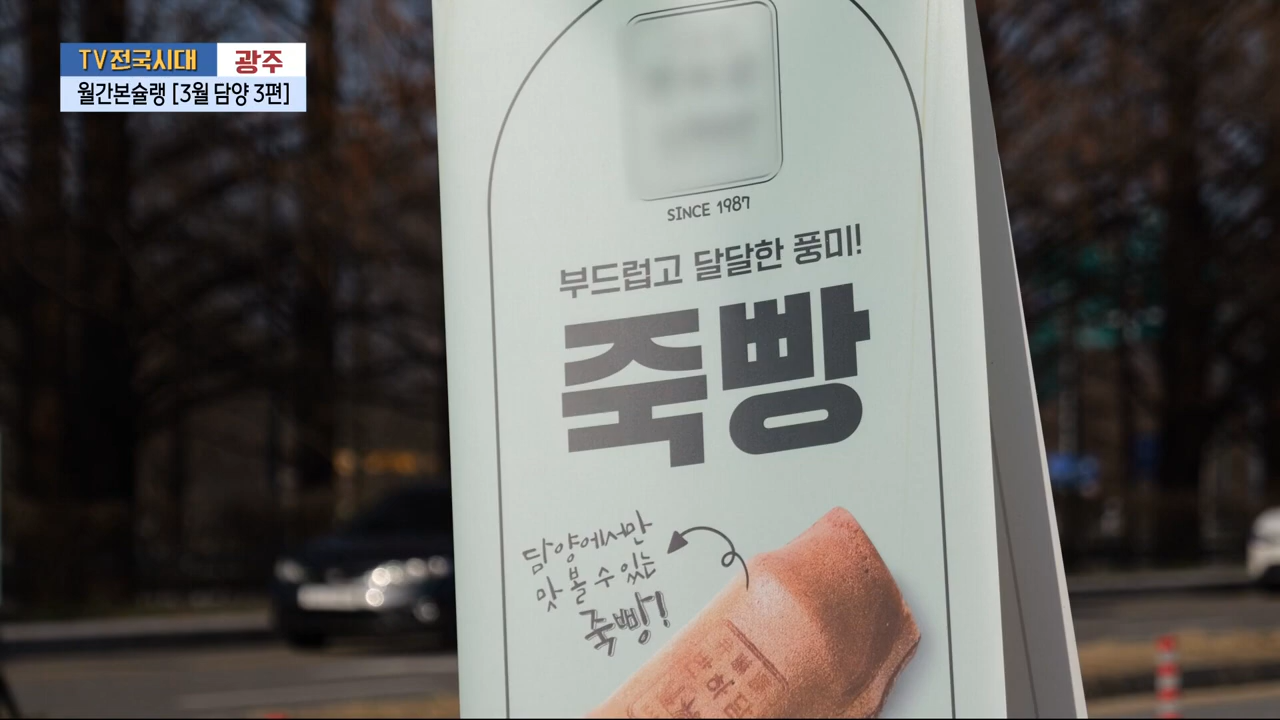 TV전국시대 광주
월간본슐랭 [3월 담양 3편]
SINCE 1987
부드럽고 달달한 풍미!
죽빵
담양에서만
맛 볼 수 있는
죽빵!